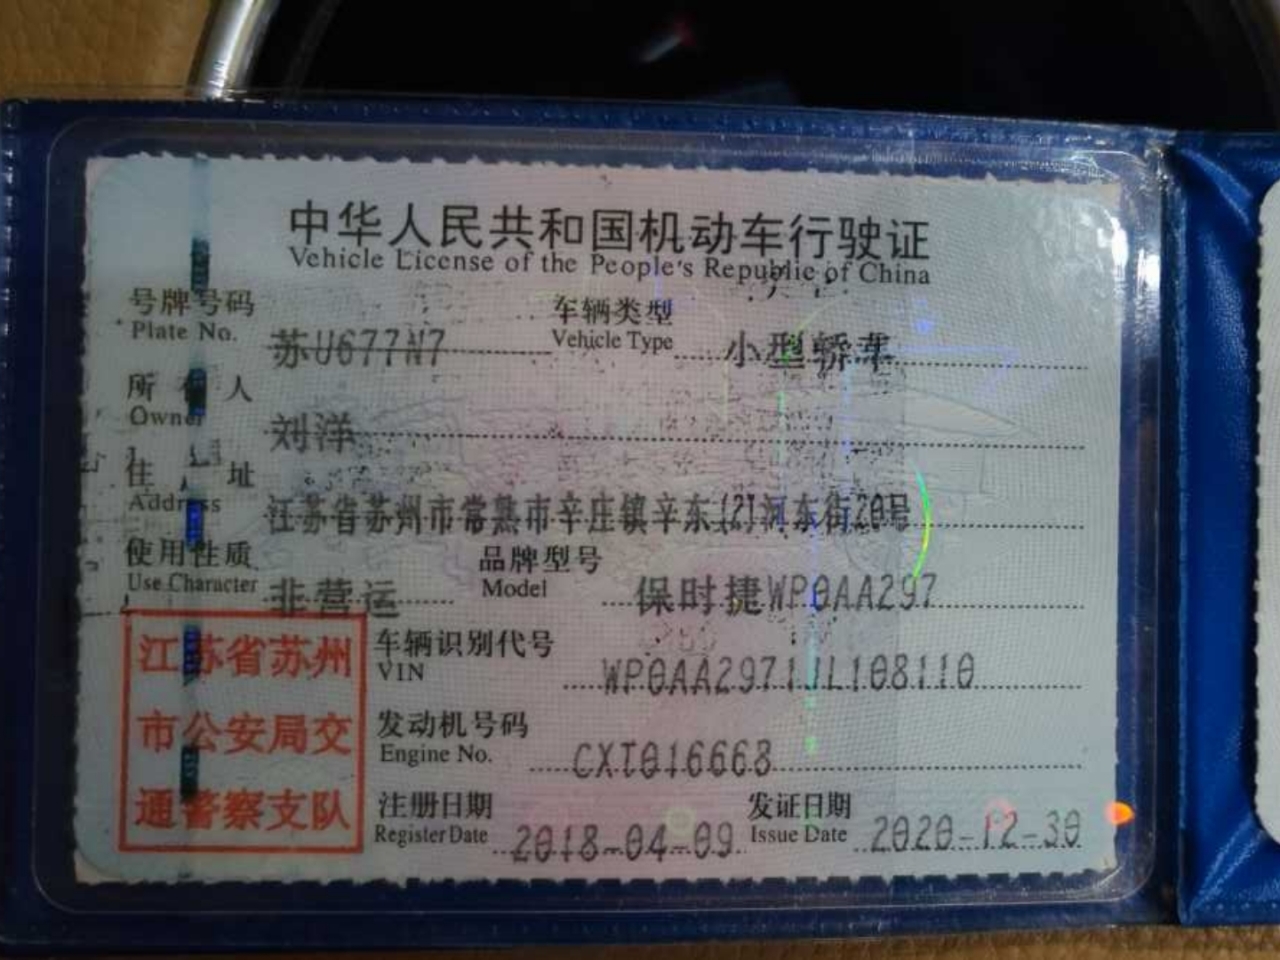 中华人民共和国机动车行驶证
Vehicle License of the People's Republic of China
号牌号码 苏U677N7 车辆类型 小型轿车
Plate No. Vehicle Type
所有人 刘洋
Owner
住址 江苏省苏州市常熟市辛庄镇辛东(2)河东街20号
Address
使用性质 非营运 品牌型号 保时捷WP0AA297
Use Character Model
江苏省苏州
市公安局交
通警察支队
车辆识别代号 WP0AA2971JL108110
VIN
发动机号码 CXT016668
Engine No.
注册日期 2018-04-09 发证日期 2020-12-30
Register Date Issue Date